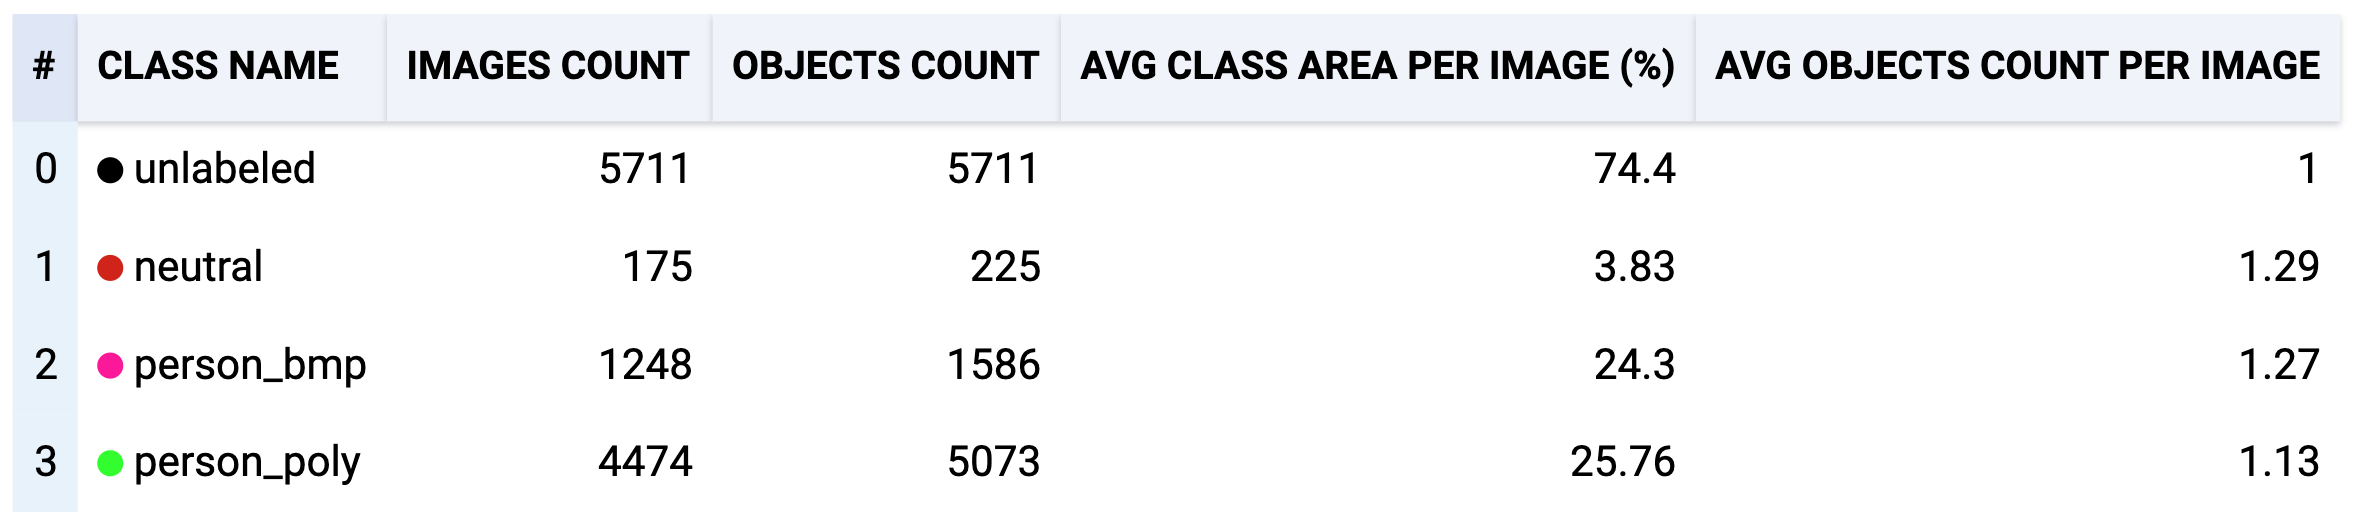 # CLASS NAME IMAGES COUNT OBJECTS COUNT AVG CLASS AREA PER IMAGE (%) AVG OBJECTS COUNT PER IMAGE
0 unlabeled 5711 5711 74.4 1
1 neutral 175 225 3.83 1.29
2 person_bmp 1248 1586 24.3 1.27
3 person_poly 4474 5073 25.76 1.13